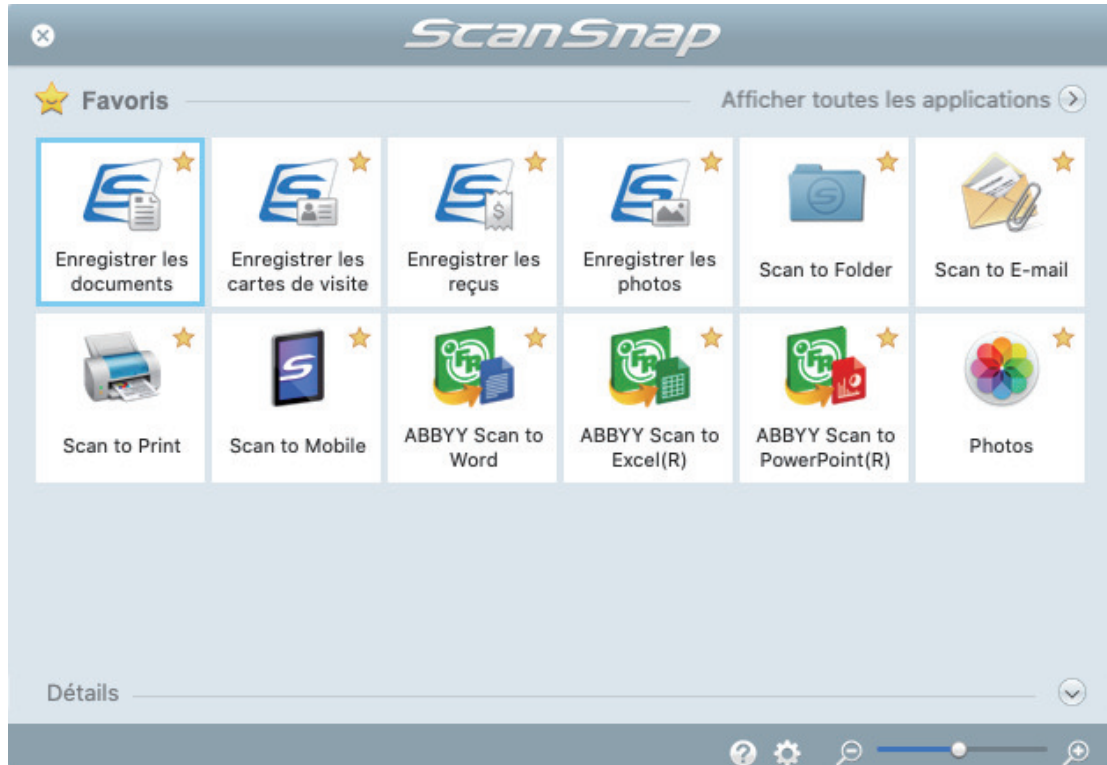 ScanSnap
Favoris
Afficher toutes les applications
Enregistrer les
documents
Enregistrer les
cartes de visite
Enregistrer les
reçus
Enregistrer les
photos
Scan to Folder
Scan to E-mail
Scan to Print
Scan to Mobile
ABBYY Scan to
Word
ABBYY Scan to
Excel(R)
ABBYY Scan to
PowerPoint(R)
Photos
Détails